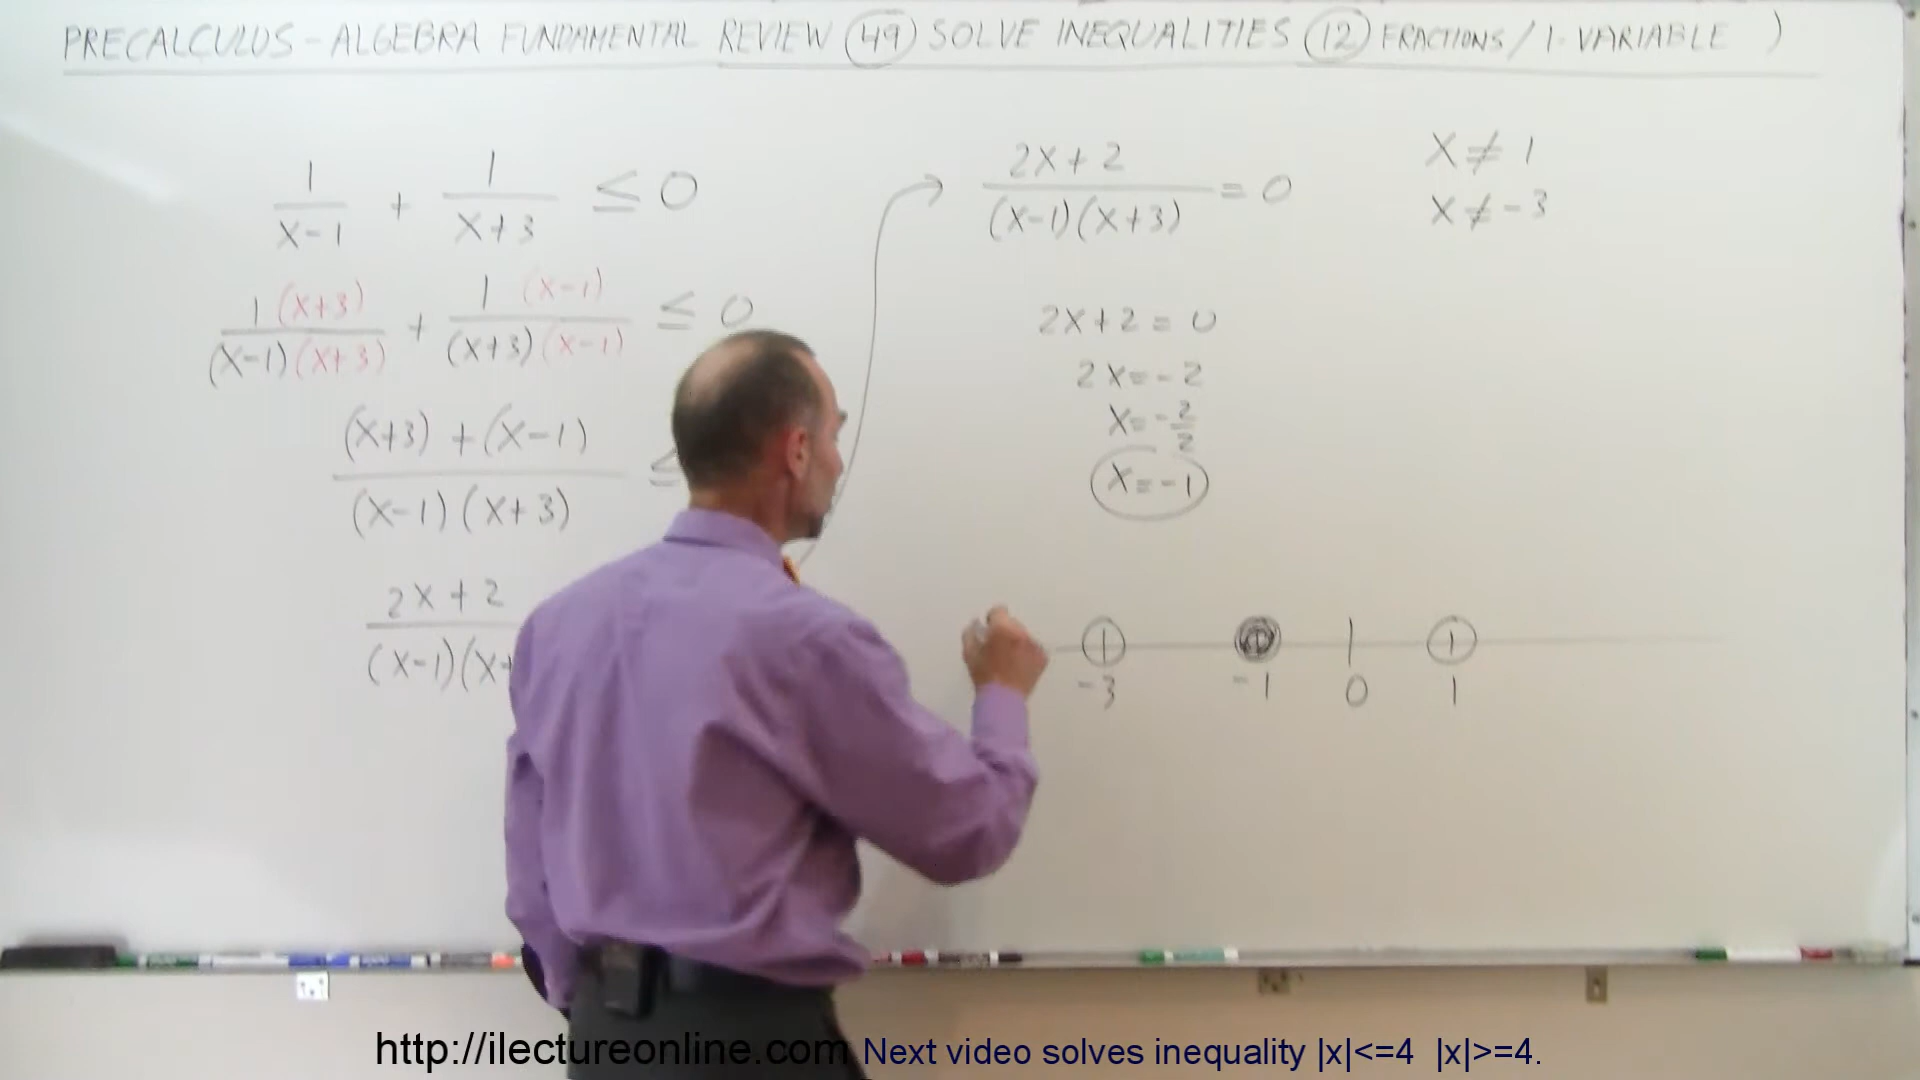 PRECALCULUS - ALGEBRA FUNDAMENTAL REVIEW (49) SOLVE INEQUALITIES (12) FRACTIONS / 1-VARIABLE )
1/(x-1) + 1/(x+3) ≤ 0
1(x+3)/(x-1)(x+3) + 1(x-1)/(x+3)(x-1) ≤ 0
(x+3) + (x-1) / (x-1)(x+3) ≤
2x + 2 / (x-1)(x+
2x+2 / (x-1)(x+3) = 0
x ≠ 1
x ≠ -3
2x+2 = 0
2x = -2
x = -2/2
x = -1
-3 -1 0 1
http://ilectureonline.com Next video solves inequality |x|<=4 |x|>=4.